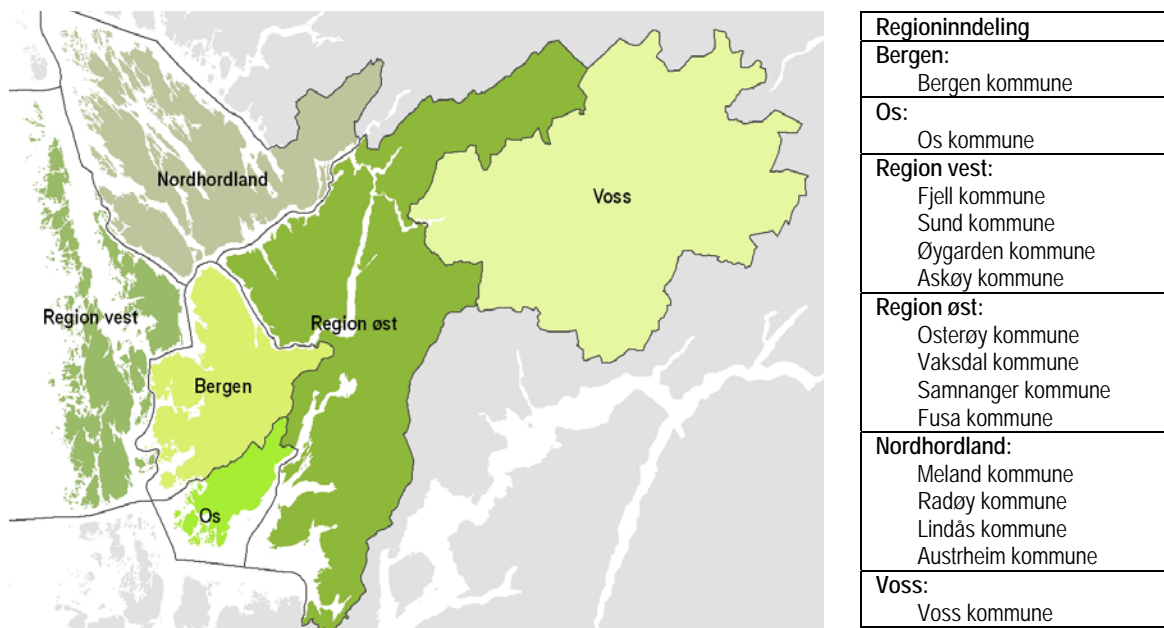 Nordhordland
Voss
Region vest
Region øst
Bergen
Os
Regioninndeling
Bergen:
Bergen kommune
Os:
Os kommune
Region vest:
Fjell kommune
Sund kommune
Øygarden kommune
Askøy kommune
Region øst:
Osterøy kommune
Vaksdal kommune
Samnanger kommune
Fusa kommune
Nordhordland:
Meland kommune
Radøy kommune
Lindås kommune
Austrheim kommune
Voss:
Voss kommune